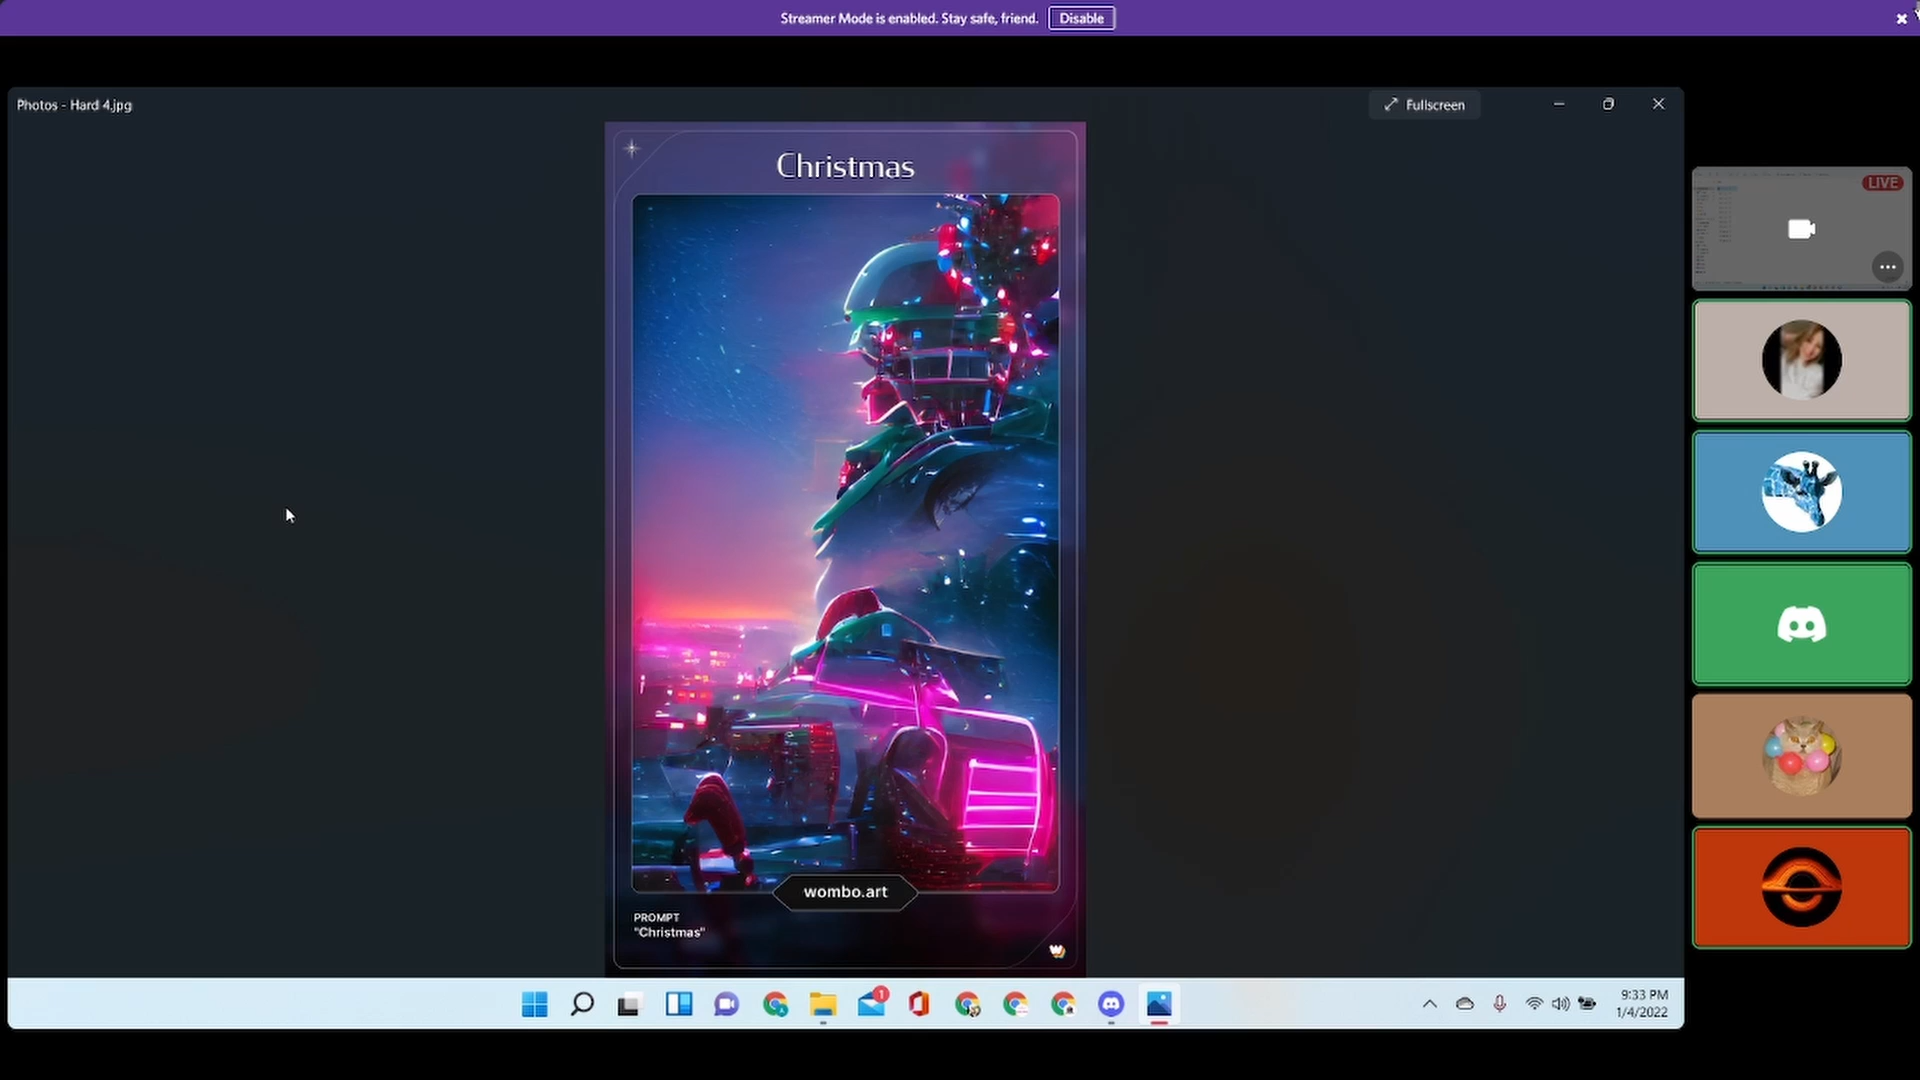 Streamer Mode is enabled. Stay safe, friend. Disable
Photos - Hard 4.jpg
Fullscreen
LIVE
Christmas
wombo.art
PROMPT
"Christmas"
1
9:33 PM
1/4/2022